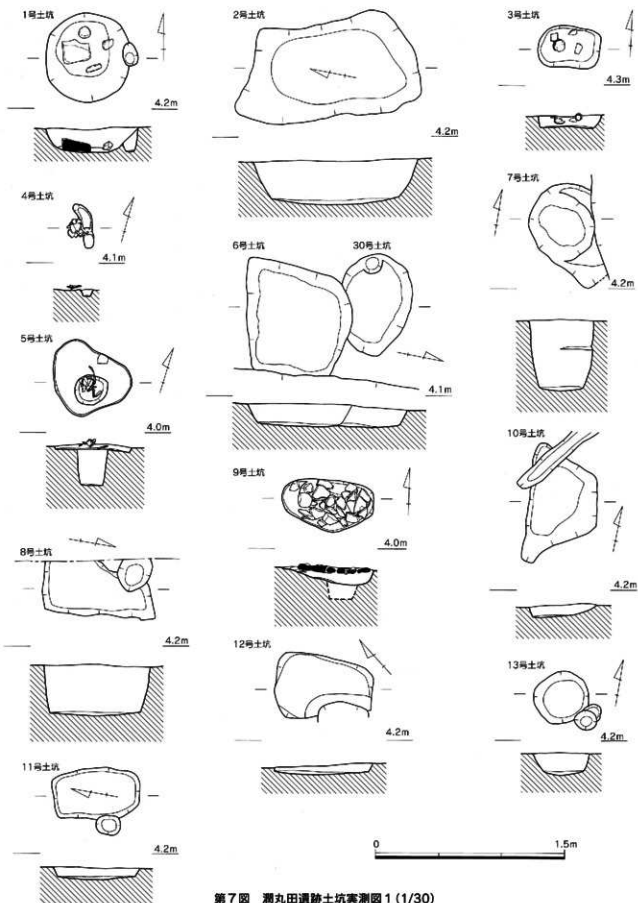 1号土坑
4.2m
2号土坑
4.2m
3号土坑
4.3m
4号土坑
4.1m
5号土坑
4.0m
6号土坑
30号土坑
4.1m
7号土坑
4.2m
8号土坑
4.2m
9号土坑
4.0m
10号土坑
4.2m
11号土坑
4.2m
12号土坑
4.2m
13号土坑
4.2m
0
1.5m
第7図 潤丸田遺跡土坑実測図1(1/30)